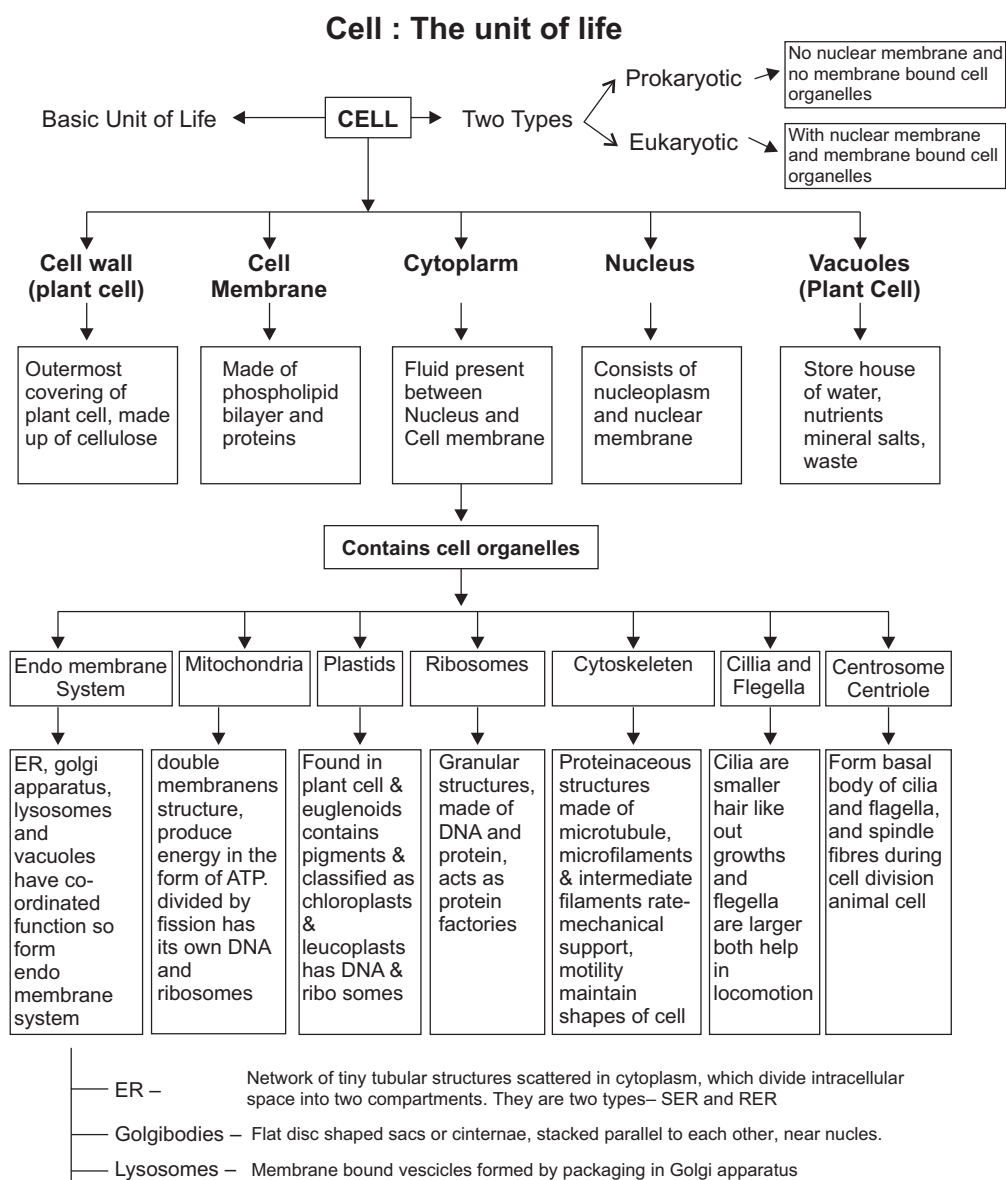 Cell : The unit of life
Basic Unit of Life
CELL
Two Types
Prokaryotic
No nuclear membrane and
no membrane bound cell
organelles
Eukaryotic
With nuclear membrane
and membrane bound cell
organelles
Cell wall
(plant cell)
Cell
Membrane
Cytoplarm
Nucleus
Vacuoles
(Plant Cell)
Outermost
covering of
plant cell, made
up of cellulose
Made of
phospholipid
bilayer and
proteins
Fluid present
between
Nucleus and
Cell membrane
Consists of
nucleoplasm
and nuclear
membrane
Store house
of water,
nutrients
mineral salts,
waste
Contains cell organelles
Endo membrane
System
Mitochondria
Plastids
Ribosomes
Cytoskeleten
Cillia and
Flegella
Centrosome
Centriole
ER, golgi
apparatus,
lysosomes
and
vacuoles
have co-
ordinated
function so
form
endo
membrane
system
double
membranens
structure,
produce
energy in the
form of ATP.
divided by
fission has
its own DNA
and
ribosomes
Found in
plant cell &
euglenoids
contains
pigments &
classified as
chloroplasts
&
leucoplasts
has DNA &
ribo somes
Granular
structures,
made of
DNA and
protein,
acts as
protein
factories
Proteinaceous
structures
made of
microtubule,
microfilaments
& intermediate
filaments rate-
mechanical
support,
motility
maintain
shapes of cell
Cilia are
smaller
hair like
out
growths
and
flegella
are larger
both help in
locomotion
Form basal
body of cilia
and flagella,
and spindle
fibres during
cell division
animal cell
ER – Network of tiny tubular structures scattered in cytoplasm, which divide intracellular
space into two compartments. They are two types– SER and RER
Golgibodies – Flat disc shaped sacs or cinternae, stacked parallel to each other, near nucles.
Lysosomes – Membrane bound vescicles formed by packaging in Golgi apparatus